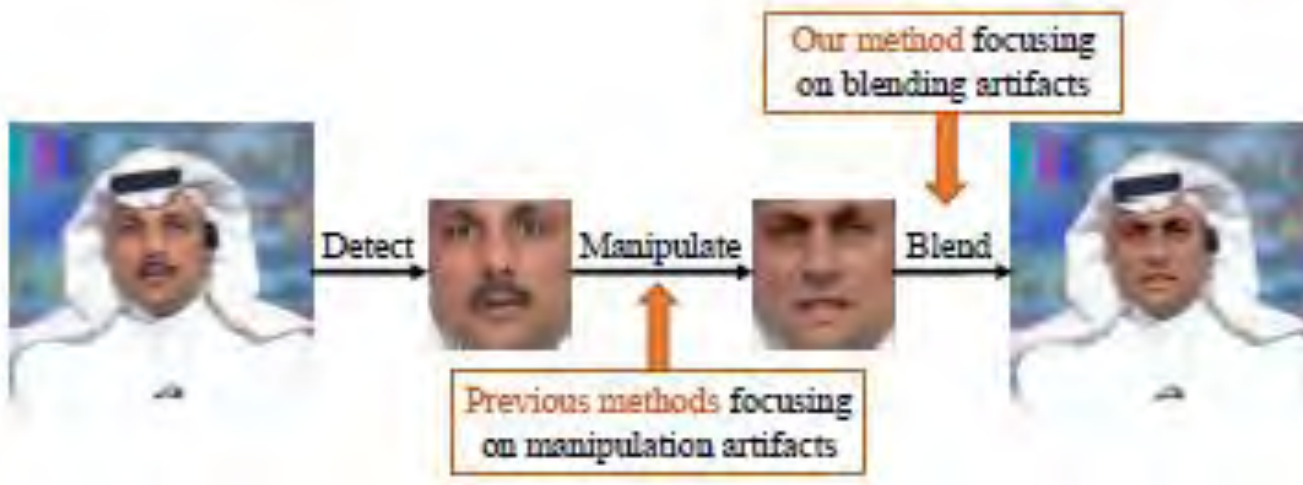 Our method focusing
on blending artifacts
Detect
Manipulate
Blend
Previous methods focusing
on manipulation artifacts